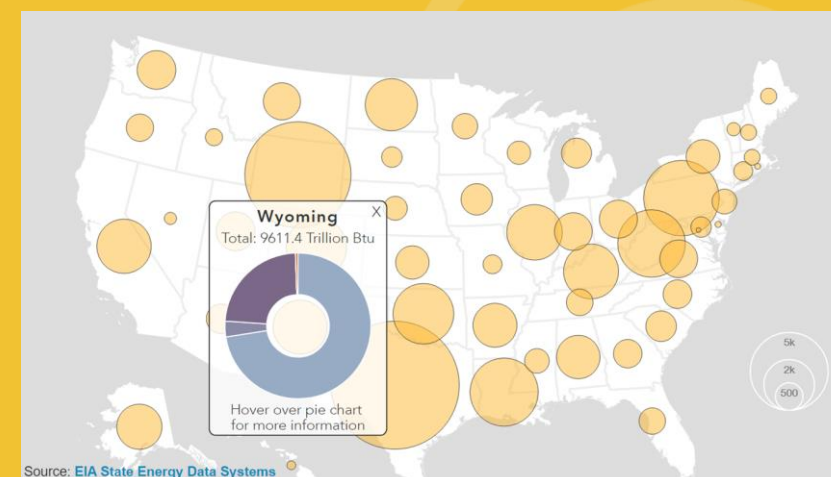 Wyoming
X
Total: 9611.4 Trillion Btu
Hover over pie chart
for more information
5k
2k
500
Source: EIA State Energy Data Systems